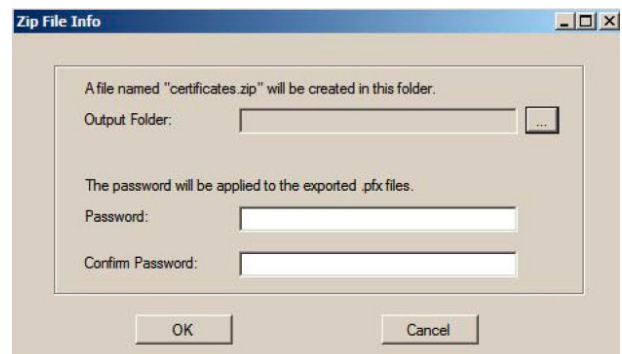 Zip File Info
A file named "certificates.zip" will be created in this folder.
Output Folder:
...
The password will be applied to the exported .pfx files.
Password:
Confirm Password:
OK
Cancel